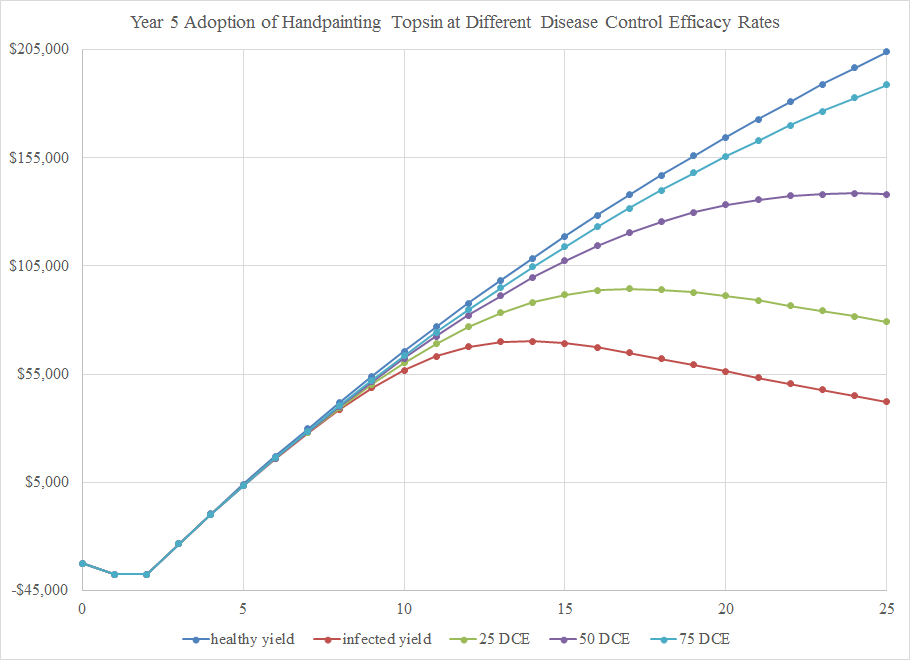 Year 5 Adoption of Handpainting Topsin at Different Disease Control Efficacy Rates
$205,000
$155,000
$105,000
$55,000
$5,000
-$45,000
0 5 10 15 20 25
healthy yield infected yield 25 DCE 50 DCE 75 DCE